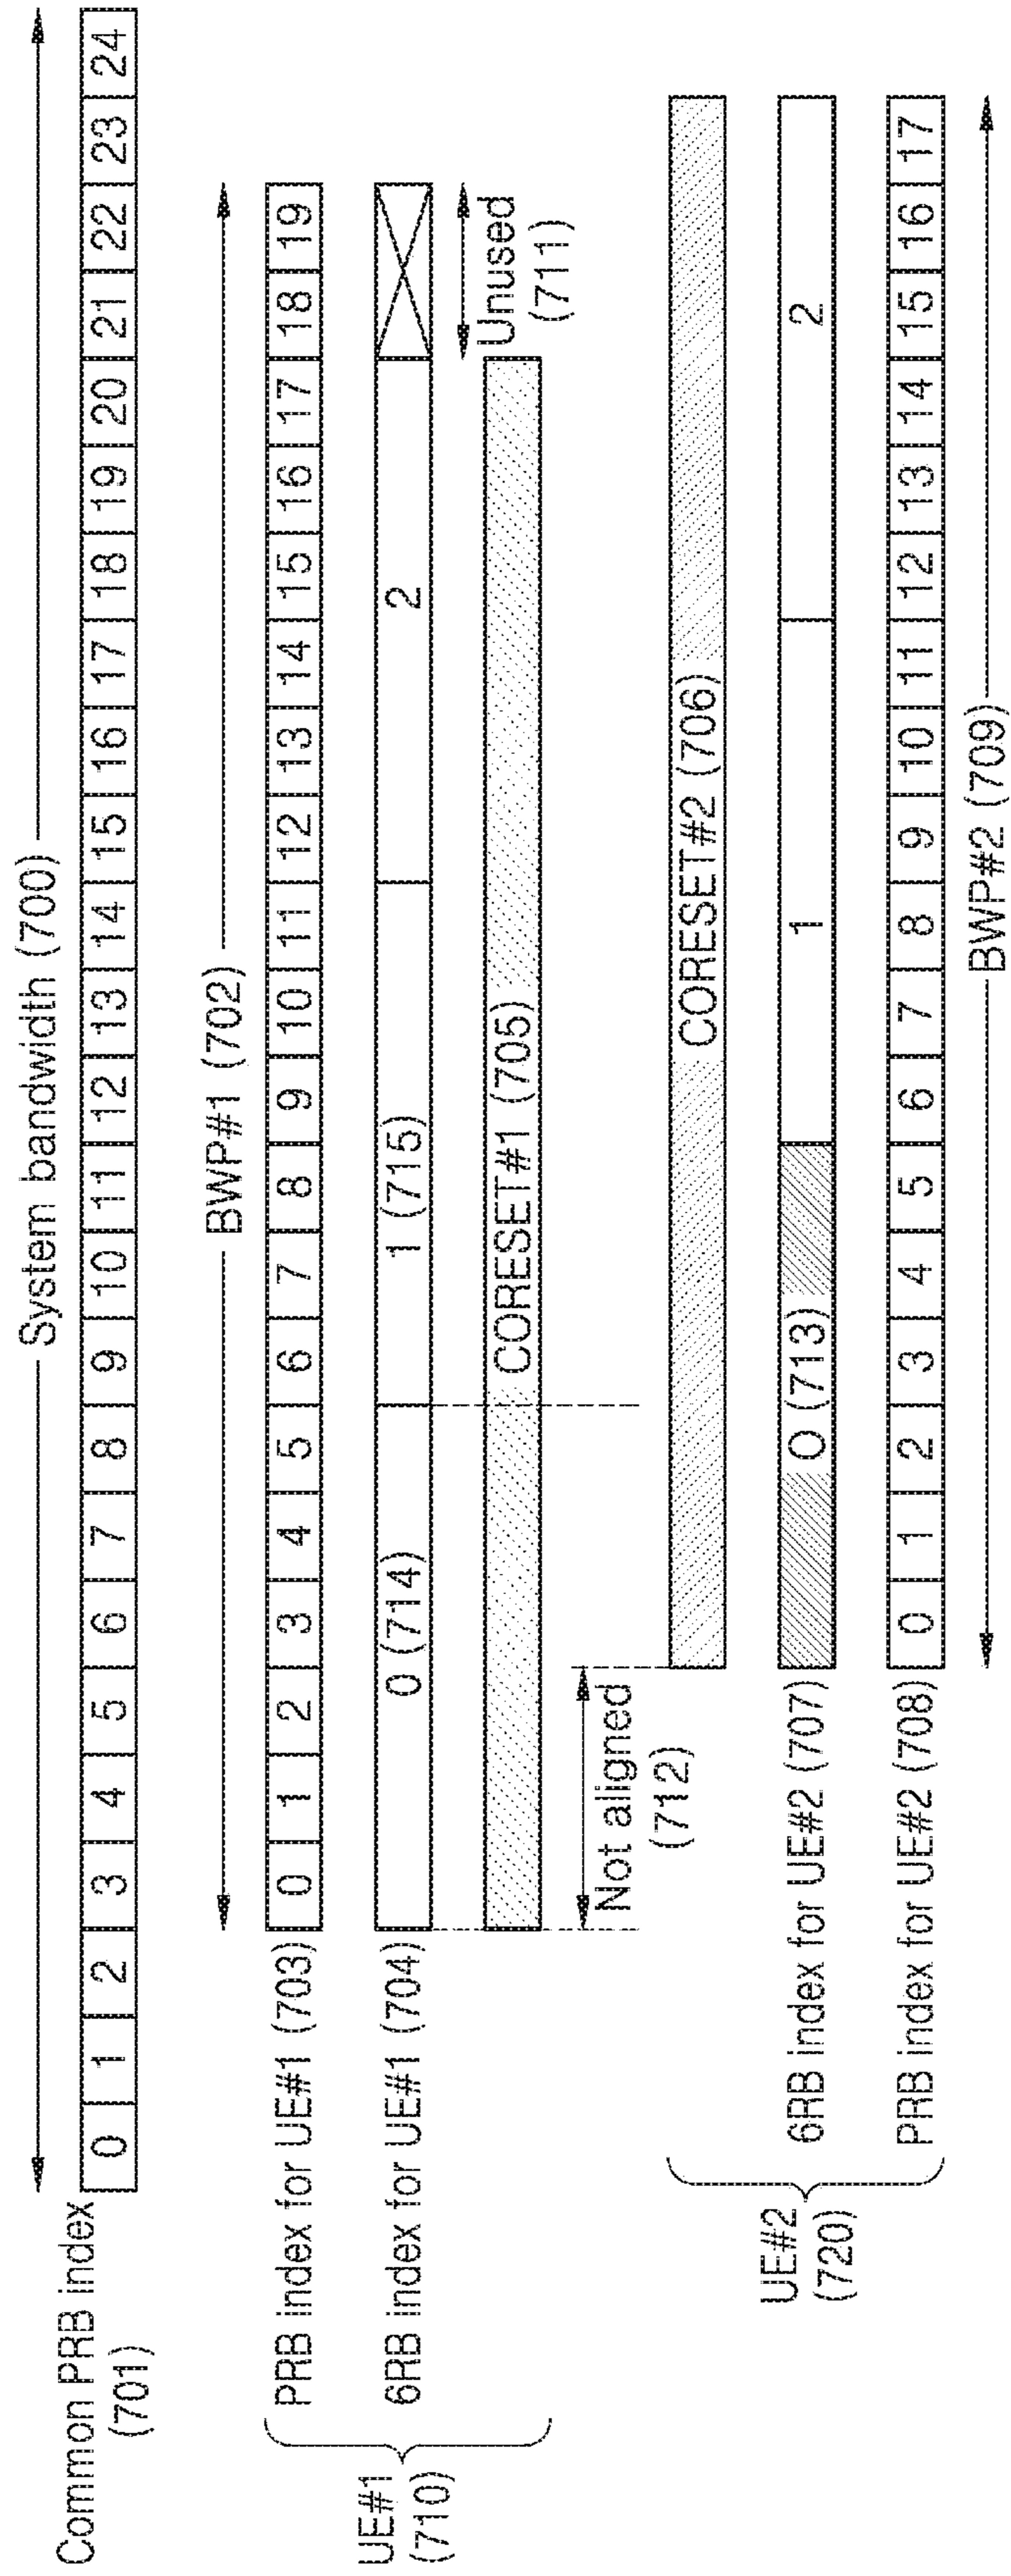 System bandwidth (700)
Common PRB index
(701)
0 1 2 3 4 5 6 7 8 9 10 11 12 13 14 15 16 17 18 19 20 21 22 23 24
BWP#1 (702)
UE#1
(710)
PRB index for UE#1 (703)
0 1 2 3 4 5 6 7 8 9 10 11 12 13 14 15 16 17 18 19
6RB index for UE#1 (704)
0 (714) 1 (715) 2
Unused
(711)
CORESET#1 (705)
Not aligned
(712)
CORESET#2 (706)
UE#2
(720)
6RB index for UE#2 (707)
0 (713) 1 2
PRB index for UE#2 (708)
0 1 2 3 4 5 6 7 8 9 10 11 12 13 14 15 16 17
BWP#2 (709)